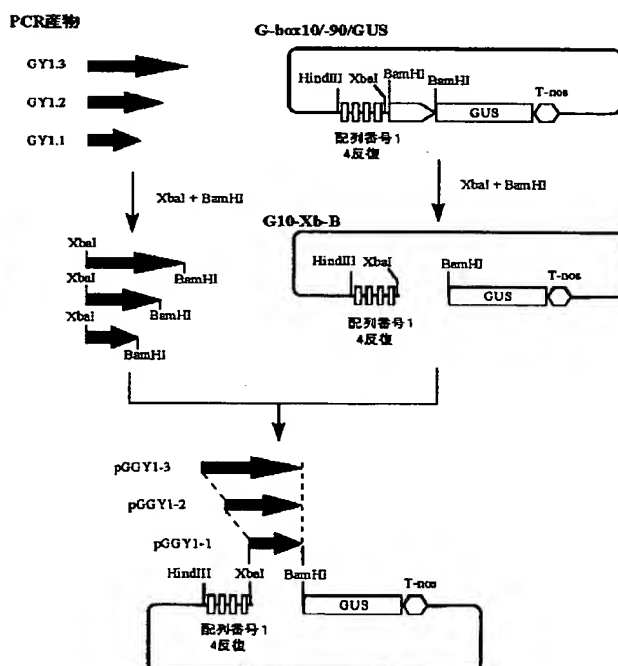 PCR産物
G-box10/-90/GUS
GY1.3
GY1.2
GY1.1
HindIII XbaI BamHI BamHI
T-nos
GUS
配列番号1
4反復
XbaI + BamHI
XbaI + BamHI
G10-Xb-B
XbaI
BamHI
XbaI
BamHI
XbaI
BamHI
HindIII XbaI BamHI
T-nos
GUS
配列番号1
4反復
pGGY1-3
pGGY1-2
pGGY1-1
HindIII XbaI BamHI
T-nos
GUS
配列番号1
4反復